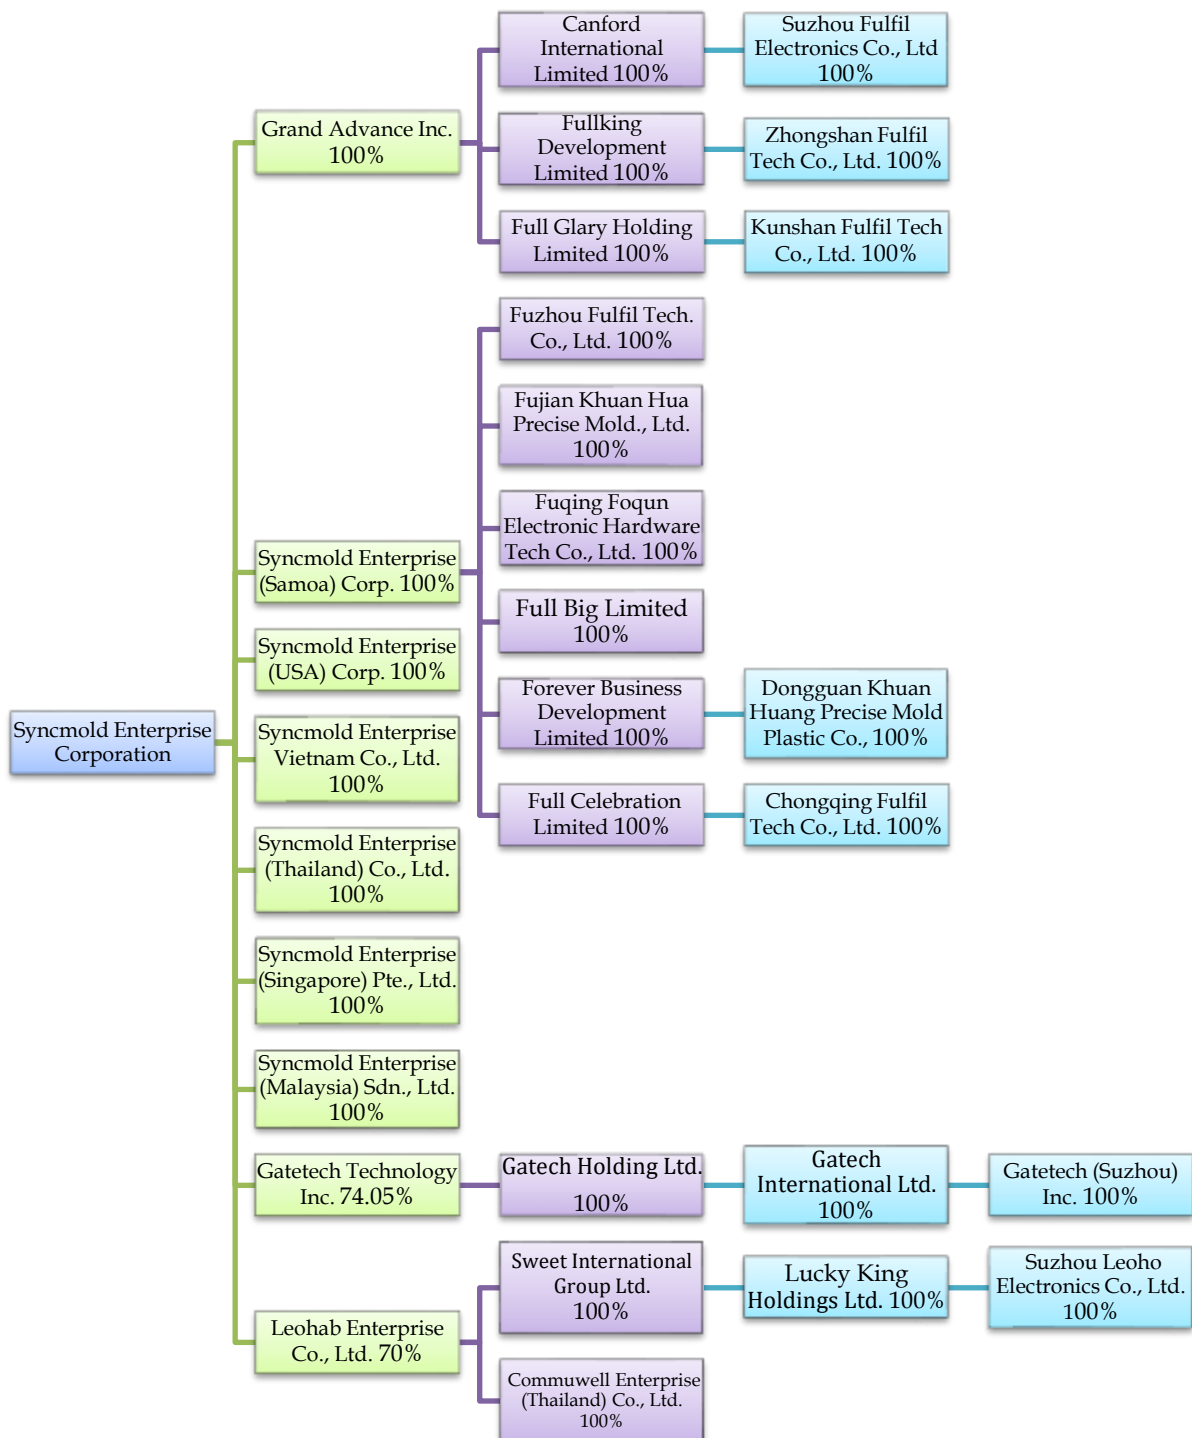 Syncmold Enterprise
Corporation
Grand Advance Inc.
100%
Canford
International
Limited 100%
Suzhou Fulfil
Electronics Co., Ltd
100%
Fullking
Development
Limited 100%
Zhongshan Fulfil
Tech Co., Ltd. 100%
Full Glary Holding
Limited 100%
Kunshan Fulfil Tech
Co., Ltd. 100%
Syncmold Enterprise
(Samoa) Corp. 100%
Fuzhou Fulfil Tech.
Co., Ltd. 100%
Fujian Khuan Hua
Precise Mold., Ltd.
100%
Fuqing Foqun
Electronic Hardware
Tech Co., Ltd. 100%
Full Big Limited
100%
Forever Business
Development
Limited 100%
Dongguan Khuan
Huang Precise Mold
Plastic Co., 100%
Full Celebration
Limited 100%
Chongqing Fulfil
Tech Co., Ltd. 100%
Syncmold Enterprise
(USA) Corp. 100%
Syncmold Enterprise
Vietnam Co., Ltd.
100%
Syncmold Enterprise
(Thailand) Co., Ltd.
100%
Syncmold Enterprise
(Singapore) Pte., Ltd.
100%
Syncmold Enterprise
(Malaysia) Sdn., Ltd.
100%
Gatetech Technology
Inc. 74.05%
Gatech Holding Ltd.
100%
Gatech
International Ltd.
100%
Gatetech (Suzhou)
Inc. 100%
Leohab Enterprise
Co., Ltd. 70%
Sweet International
Group Ltd.
100%
Lucky King
Holdings Ltd. 100%
Suzhou Leoho
Electronics Co., Ltd.
100%
Commuwell Enterprise
(Thailand) Co., Ltd.
100%